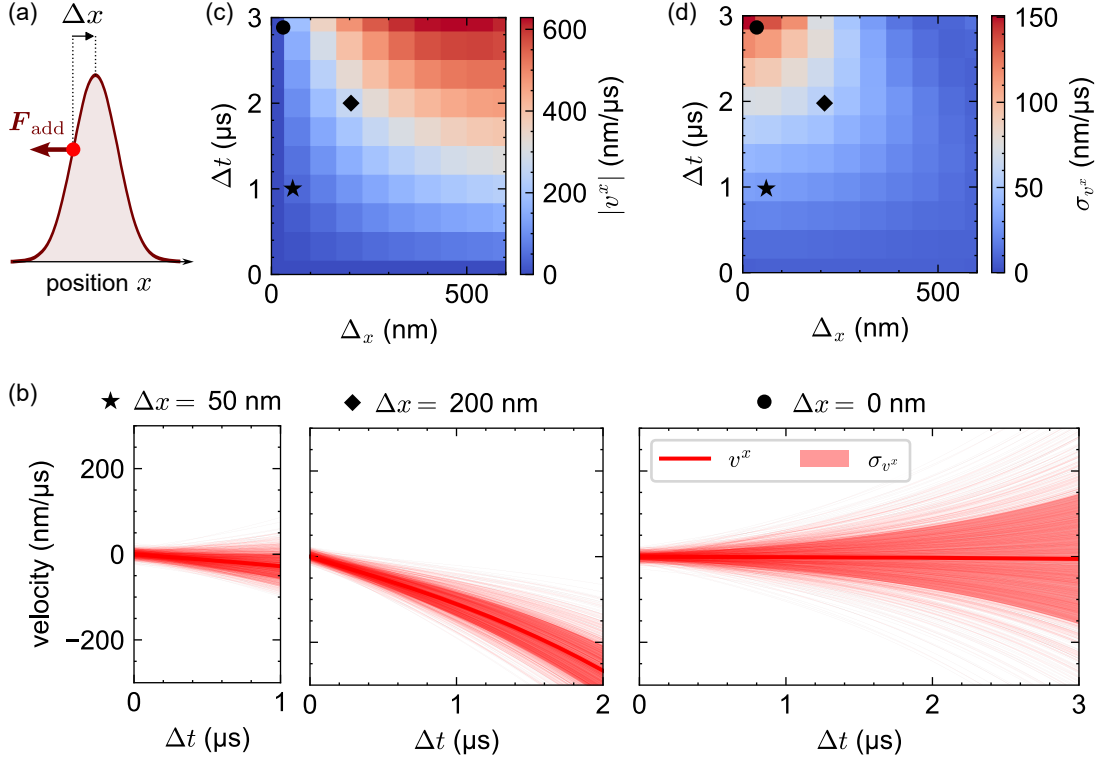 (a)
Δx
F_add
position x
(c)
3
2
1
0
Δt (μs)
0
500
Δ_x (nm)
600
400
200
0
|v^x| (nm/μs)
(d)
3
2
1
0
Δt (μs)
0
500
Δ_x (nm)
150
100
50
0
σ_{v^x} (nm/μs)
(b)
★ Δx = 50 nm
◆ Δx = 200 nm
● Δx = 0 nm
200
0
−200
velocity (nm/μs)
0
1
Δt (μs)
0
1
2
Δt (μs)
v^x
σ_{v^x}
0
1
2
3
Δt (μs)